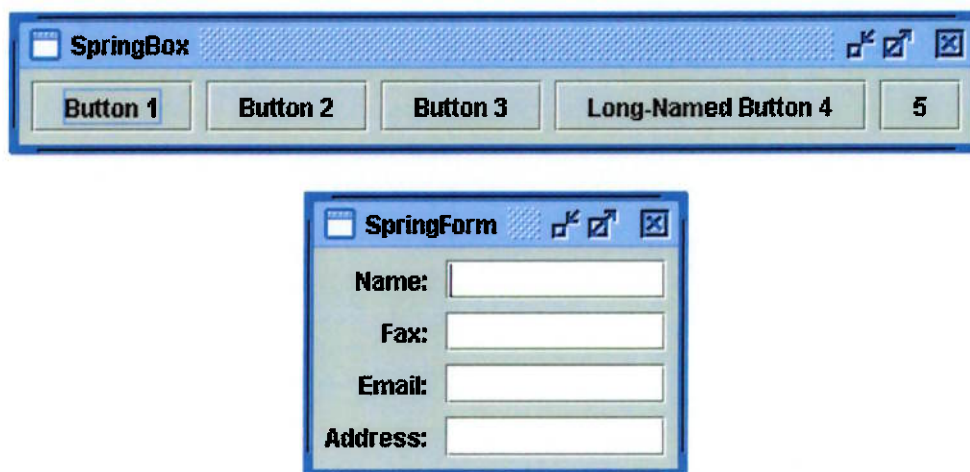 SpringBox
Button 1 Button 2 Button 3 Long-Named Button 4 5
SpringForm
Name:
Fax:
Email:
Address: